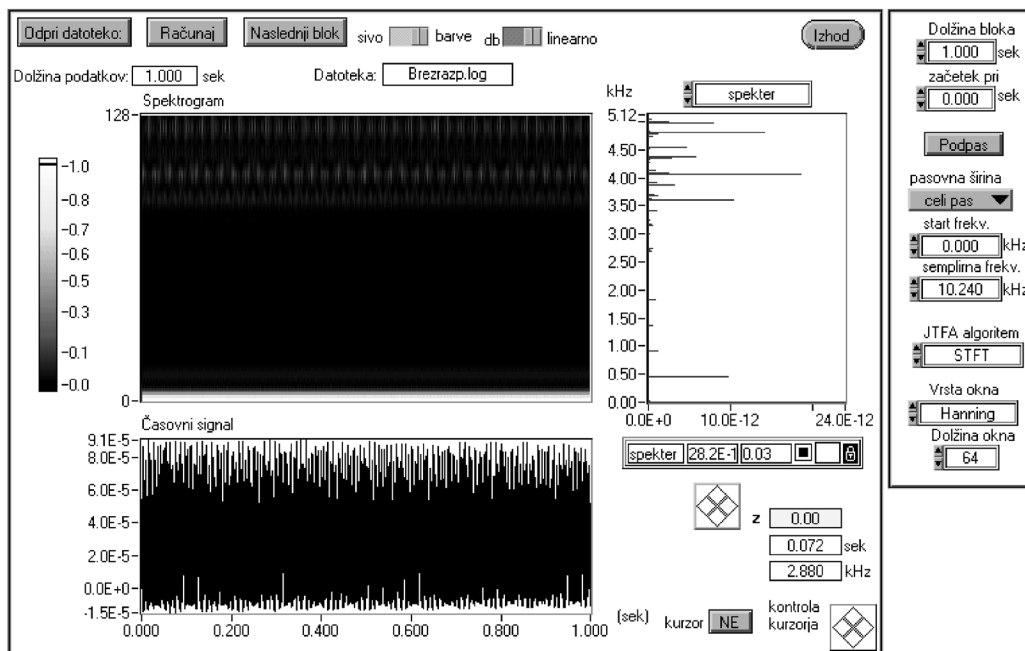 Odpri datoteko:
Računaj
Naslednji blok
sivo
barve
db
linearno
Izhod
Dolžina podatkov:
1.000
sek
Datoteka:
Brezrazp.log
Spektrogram
128
0
1.0
0.8
0.7
0.6
0.5
0.3
0.1
0.0
kHz
spekter
5.12
4.50
4.00
3.50
3.00
2.50
2.00
1.50
1.00
0.50
0.00
0.0E+0
10.0E-12
24.0E-12
spekter
28.2E-1
0.03
Časovni signal
9.1E-5
8.0E-5
6.0E-5
4.0E-5
2.0E-5
0.0E+0
-1.5E-5
0.000
0.200
0.400
0.600
0.800
1.000
(sek)
z
0.00
0.072
sek
2.880
kHz
kurzor
NE
kontrola
kurzorja
Dolžina bloka
1.000
sek
začetek pri
0.000
sek
Podpas
pasovna širina
celi pas
start frekv.
0.000
kHz
semplirna frekv.
10.240
kHz
JTFA algoritem
STFT
Vrsta okna
Hanning
Dolžina okna
64